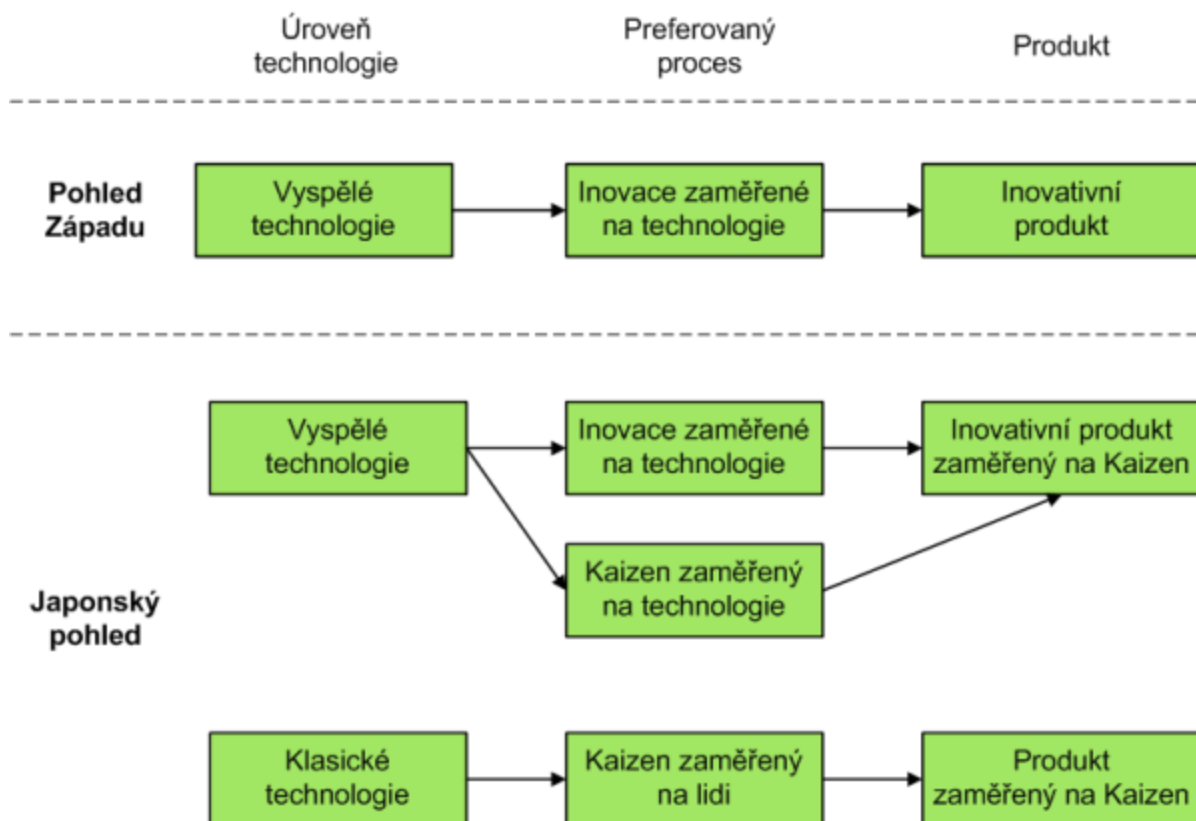 Úroveň
technologie
Preferovaný
proces
Produkt
Pohled
Západu
Vyspělé
technologie
Inovace zaměřené
na technologie
Inovativní
produkt
Japonský
pohled
Vyspělé
technologie
Inovace zaměřené
na technologie
Inovativní produkt
zaměřený na Kaizen
Kaizen zaměřený
na technologie
Klasické
technologie
Kaizen zaměřený
na lidi
Produkt
zaměřený na Kaizen